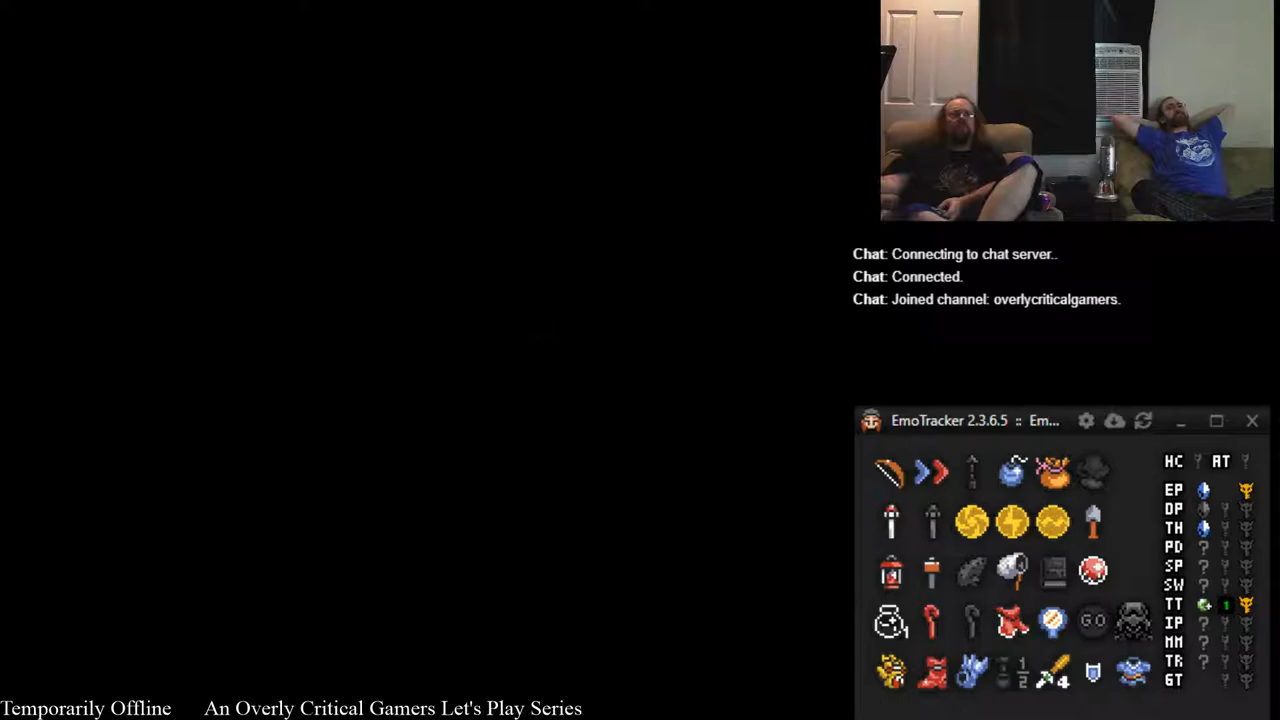 Chat: Connecting to chat server..
Chat: Connected.
Chat: Joined channel: overlycriticalgamers.
EmoTracker 2.3.6.5 :: Em...
HC AT
EP
DP
TH
PD ?
SP ?
SW ?
TT 1
IP ?
MM ?
TR ?
GT
GO
1
1/2
4
Temporarily Offline An Overly Critical Gamers Let's Play Series